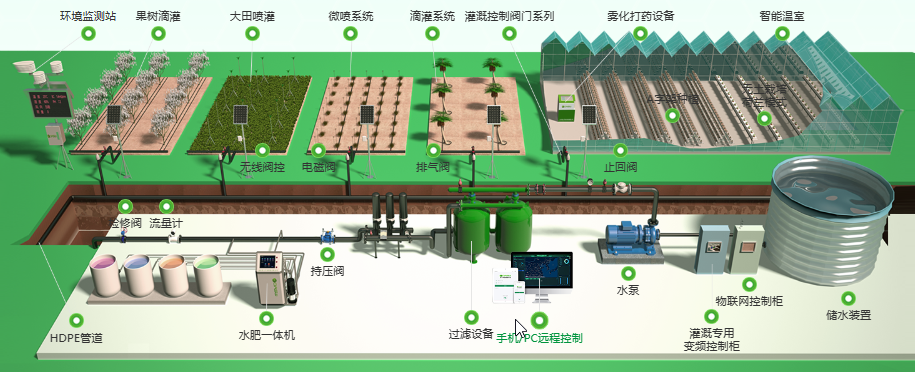 环境监测站
果树滴灌
大田喷灌
微喷系统
滴灌系统
灌溉控制阀门系列
雾化打药设备
智能温室
A字架种植
无线阀控
电磁阀
排气阀
止回阀
检修阀
流量计
持压阀
水泵
物联网控制柜
储水装置
HDPE管道
水肥一体机
过滤设备
手机/PC远程控制
灌溉专用
变频控制柜